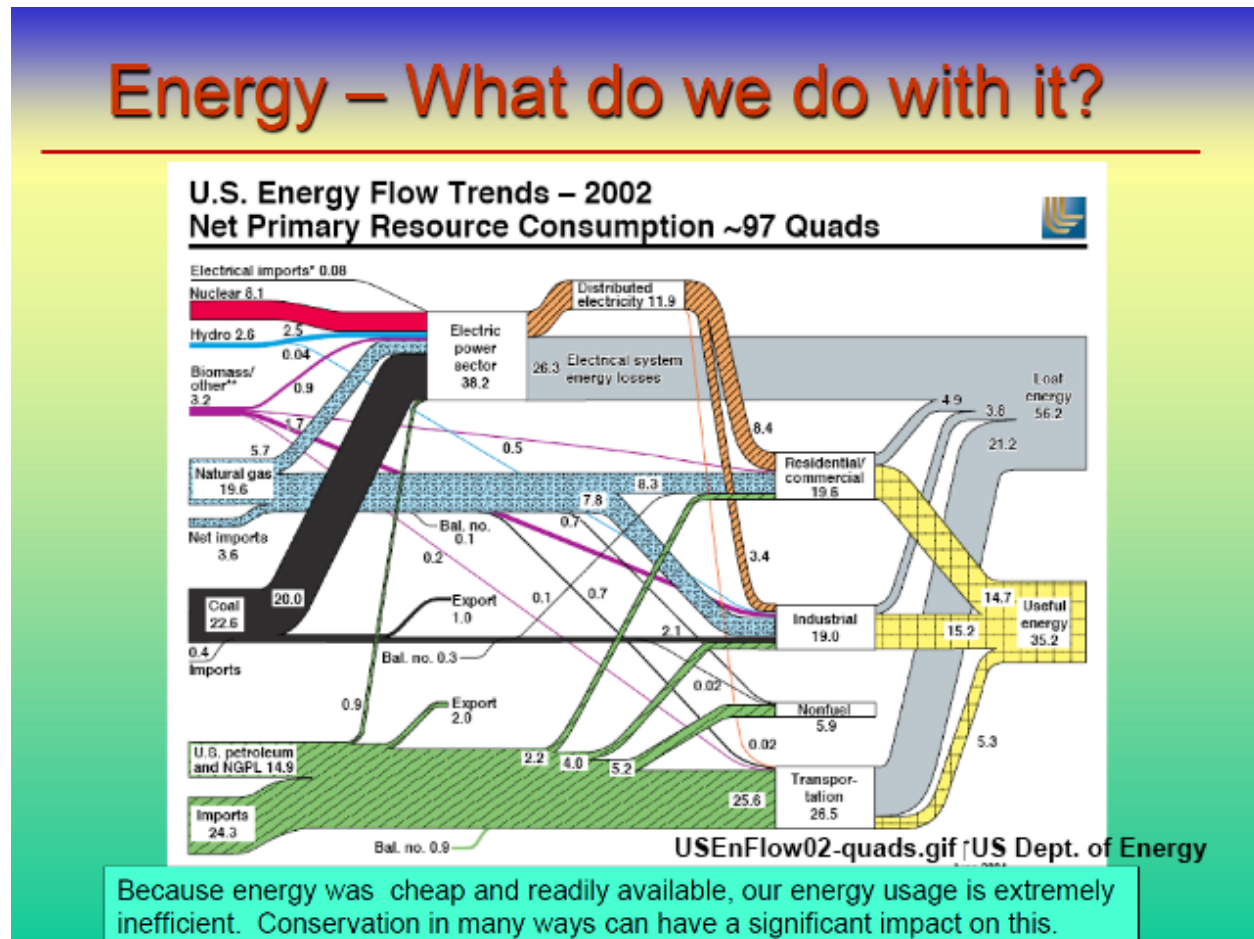 Energy – What do we do with it?
U.S. Energy Flow Trends – 2002
Net Primary Resource Consumption ~97 Quads
Electrical imports* 0.08
Nuclear 8.1
Hydro 2.6
2.5
0.04
Biomass/
other**
3.2
0.9
1.7
5.7
Natural gas
19.6
Net imports
3.6
Coal
22.6
20.0
0.4
Imports
U.S. petroleum
and NGPL 14.9
Imports
24.3
Electric
power
sector
38.2
Distributed
electricity 11.9
26.3
Electrical system
energy losses
Lost
energy
56.2
4.9
3.8
21.2
8.4
0.5
8.3
7.8
0.7
Bal. no.
0.1
0.2
Residential/
commercial
19.6
3.4
Export
1.0
0.1
0.7
2.1
Bal. no. 0.3
Industrial
19.0
14.7
15.2
Useful
energy
35.2
0.9
Export
2.0
0.02
Nonfuel
5.9
0.02
2.2
4.0
5.2
5.3
25.6
Transpor-
tation
26.5
Bal. no. 0.9
USEnFlow02-quads.gif US Dept. of Energy
Because energy was cheap and readily available, our energy usage is extremely
inefficient. Conservation in many ways can have a significant impact on this.